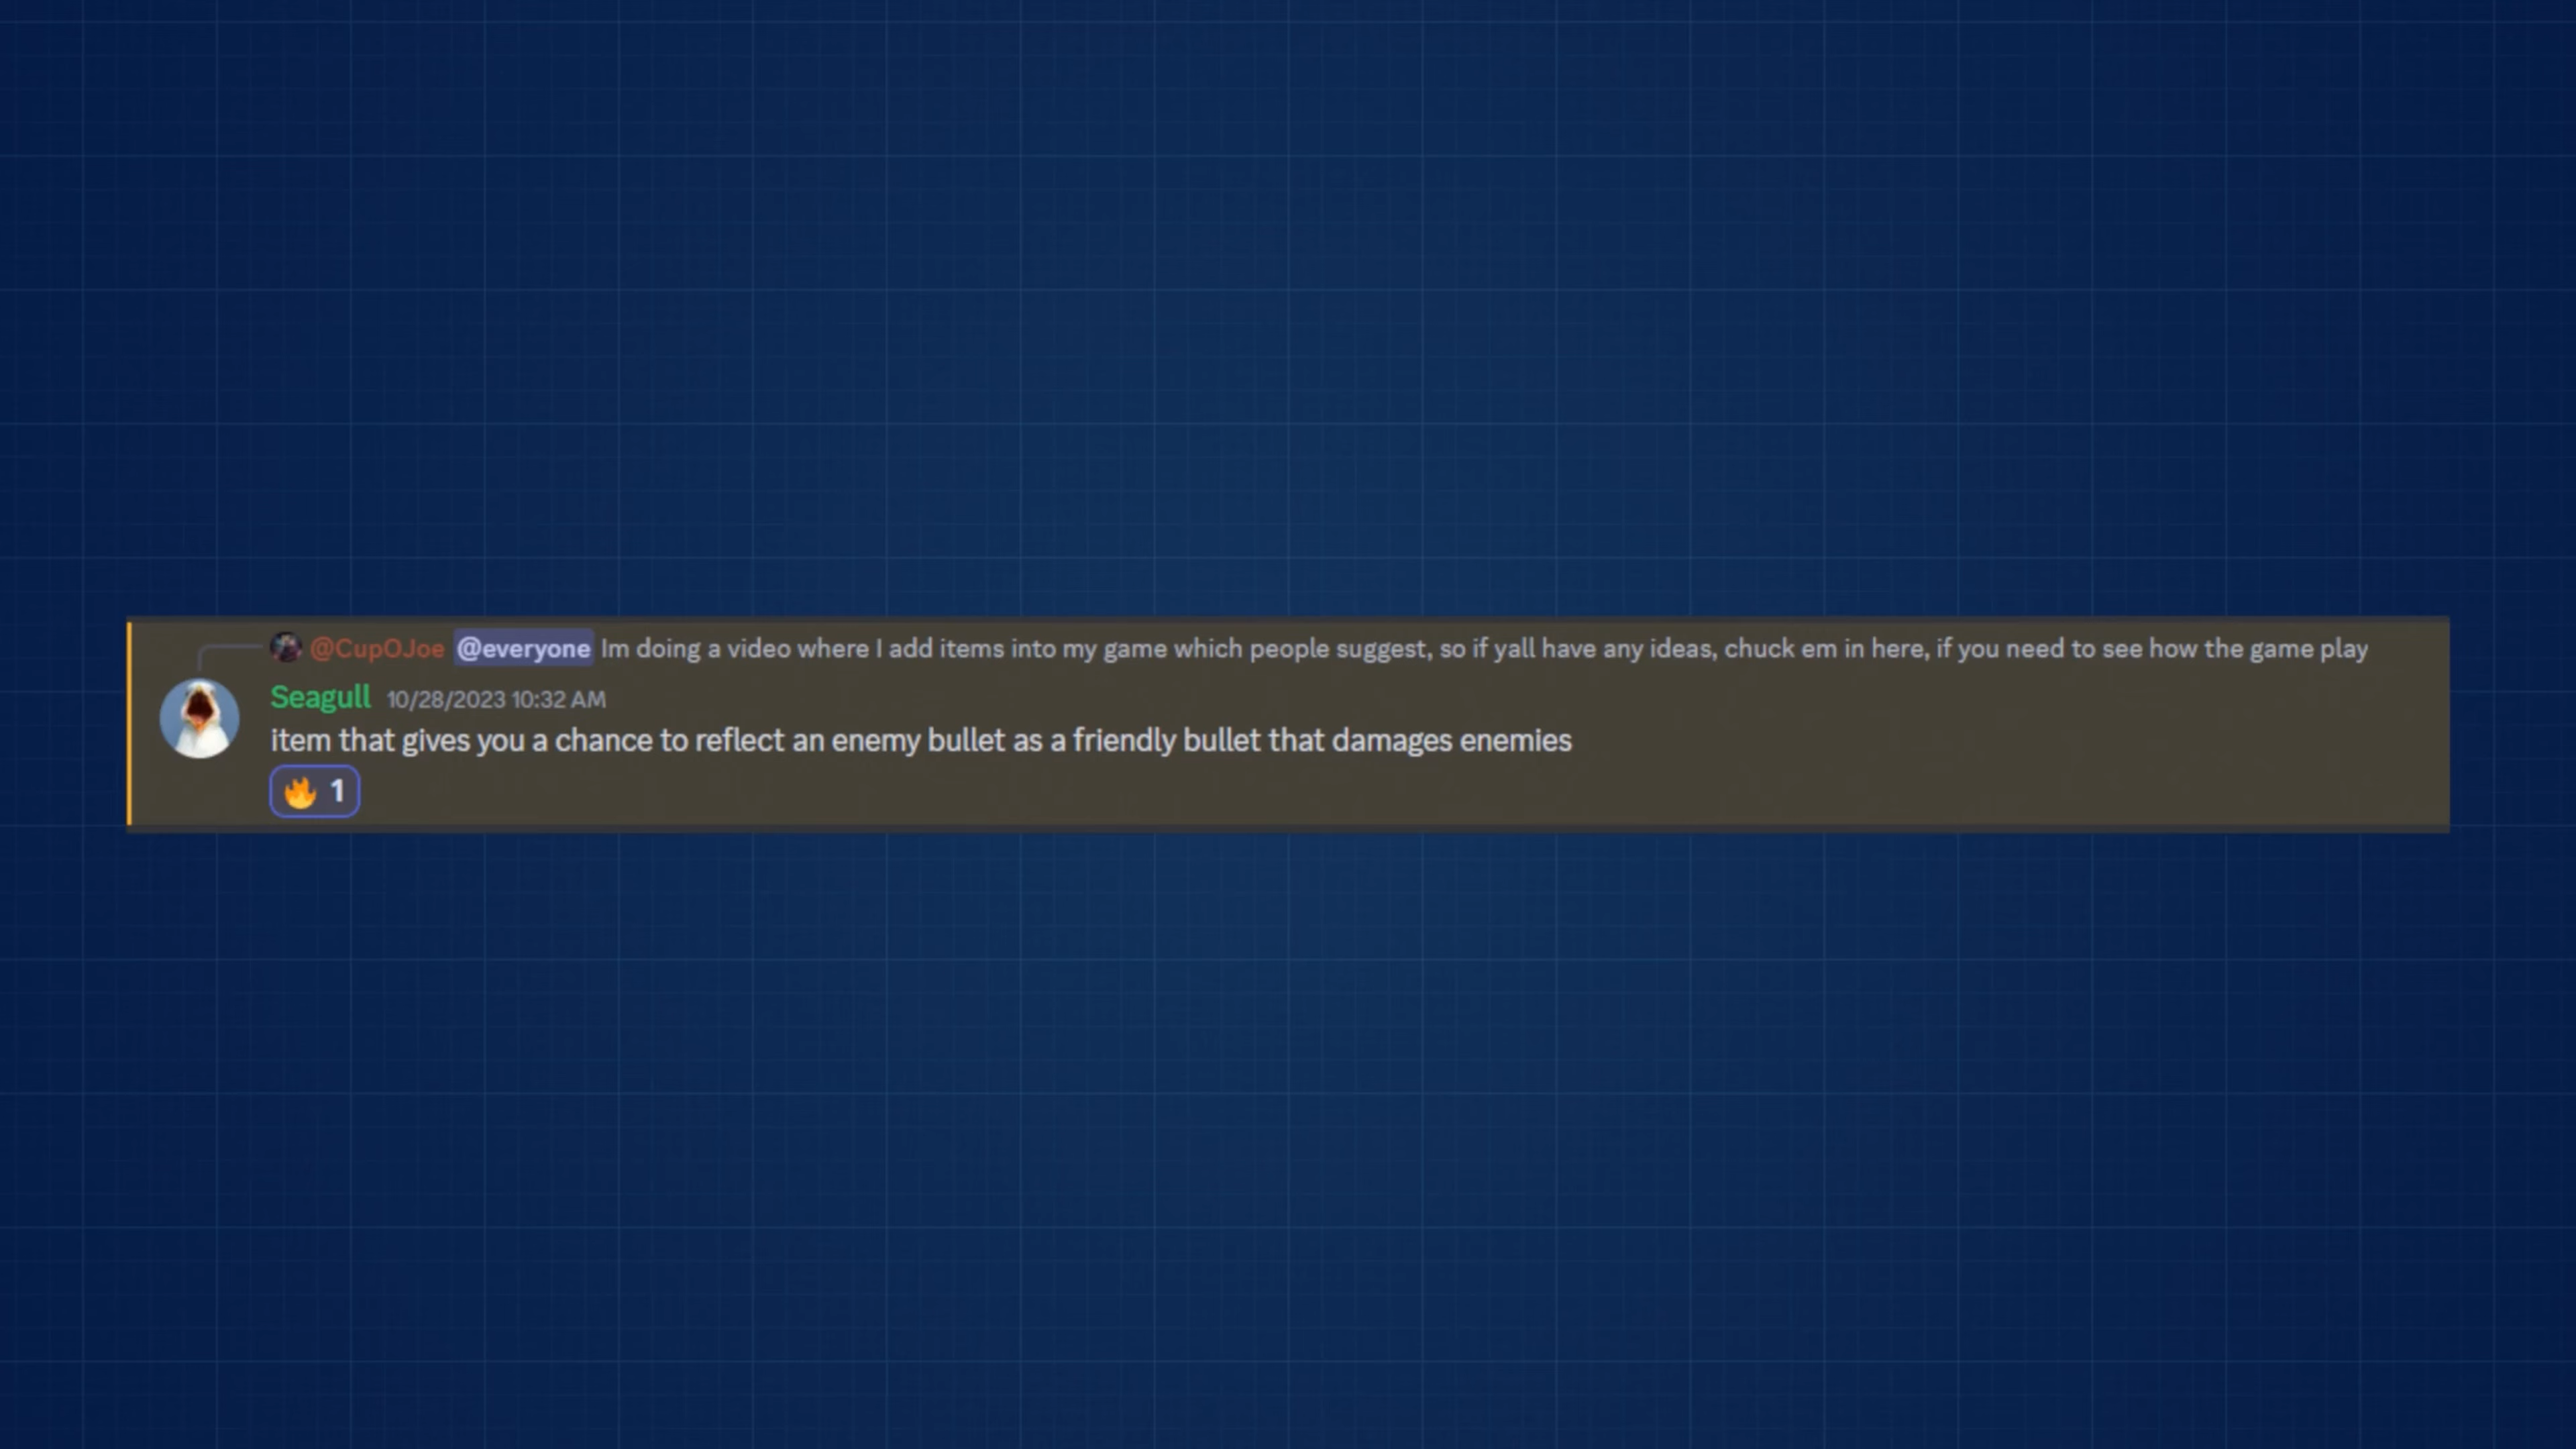 @CupOJoe @everyone Im doing a video where I add items into my game which people suggest, so if yall have any ideas, chuck em in here, if you need to see how the game play
Seagull 10/28/2023 10:32 AM
item that gives you a chance to reflect an enemy bullet as a friendly bullet that damages enemies
🔥 1